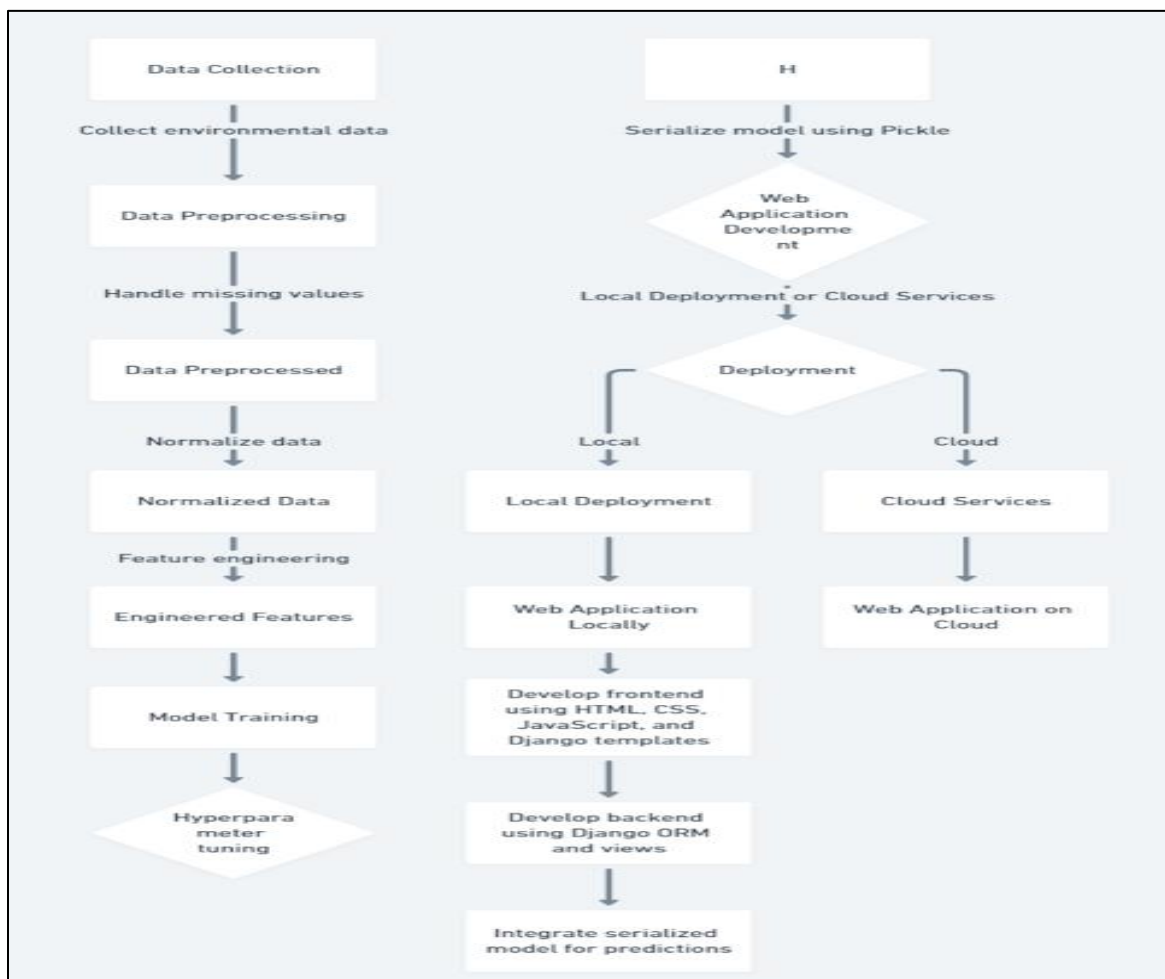 Data Collection
Collect environmental data
Data Preprocessing
Handle missing values
Data Preprocessed
Normalize data
Normalized Data
Feature engineering
Engineered Features
Model Training
Hyperpara
meter
tuning
H
Serialize model using Pickle
Web
Application
Developme
nt
Local Deployment or Cloud Services
Deployment
Local
Local Deployment
Web Application
Locally
Develop frontend
using HTML, CSS,
JavaScript, and
Django templates
Develop backend
using Django ORM
and views
Integrate serialized
model for predictions
Cloud
Cloud Services
Web Application on
Cloud